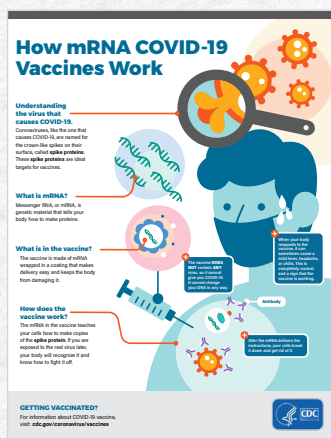 How mRNA COVID-19
Vaccines Work
Understanding
the virus that
causes COVID-19.
Coronaviruses, like the one that
causes COVID-19, are named for
the crown-like spikes on their
surface, called spike proteins.
These spike proteins are ideal
targets for vaccines.
What is mRNA?
Messenger RNA, or mRNA, is
genetic material that tells your
body how to make proteins.
What is in the vaccine?
The vaccine is made of mRNA
wrapped in a coating that makes
delivery easy and keeps the body
from damaging it.
The vaccine DOES
NOT contain ANY
virus, so it cannot
give you COVID-19.
It cannot change
your DNA in any way.
When your body
responds to the
vaccine, it can
sometimes cause a
mild fever, headache,
or chills. This is
completely normal
and a sign that the
vaccine is working.
How does the
vaccine work?
The mRNA in the vaccine teaches
your cells how to make copies
of the spike protein. If you are
exposed to the real virus later,
your body will recognize it and
know how to fight it off.
Antibody
After the mRNA delivers the
instructions, your cells break
it down and get rid of it.
GETTING VACCINATED?
For information about COVID-19 vaccine,
visit: cdc.gov/coronavirus/vaccines
CDC